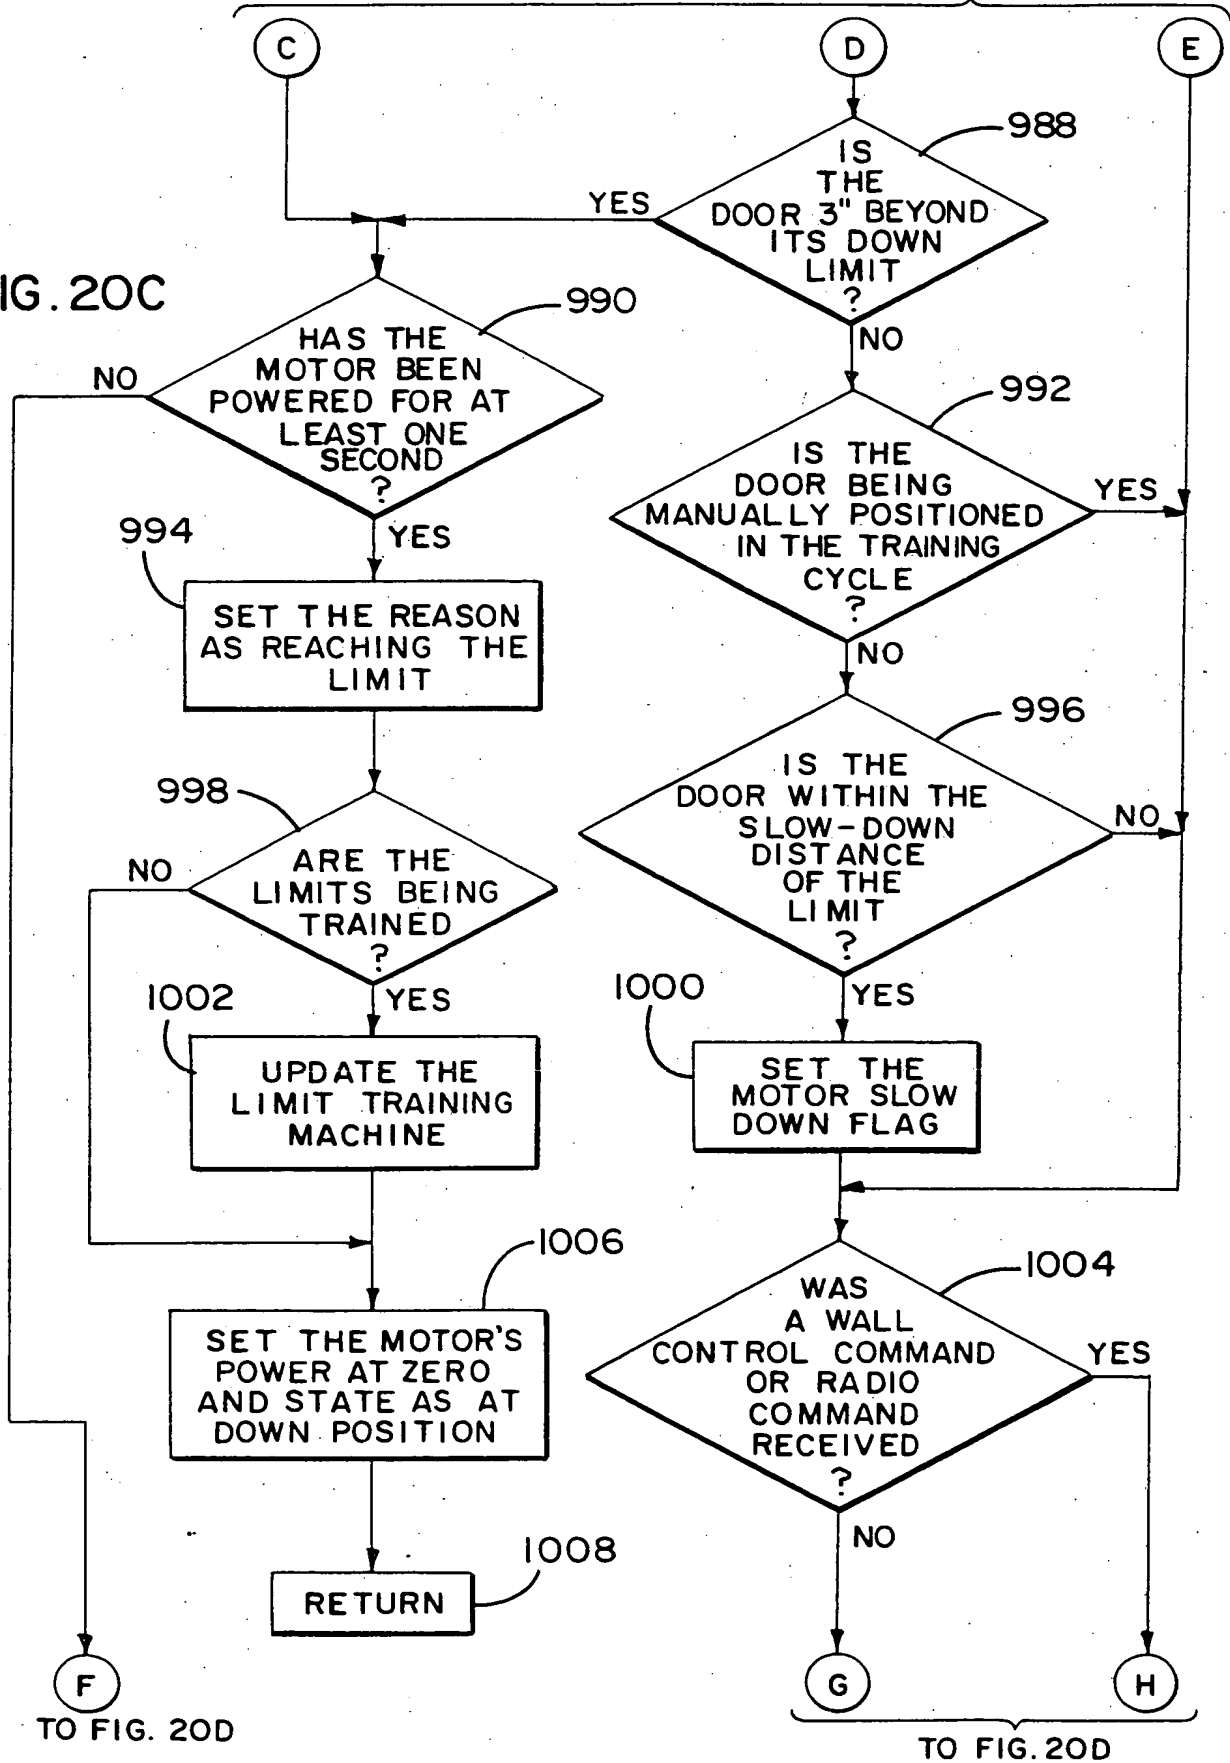 C
D
E
988
IS
THE
DOOR 3" BEYOND
ITS DOWN
LIMIT
?
YES
NO
IG. 20C
990
HAS THE
MOTOR BEEN
POWERED FOR AT
LEAST ONE
SECOND
?
NO
YES
992
IS THE
DOOR BEING
MANUALLY POSITIONED
IN THE TRAINING
CYCLE
?
YES
NO
994
SET THE REASON
AS REACHING THE
LIMIT
996
IS THE
DOOR WITHIN THE
SLOW-DOWN
DISTANCE
OF THE
LIMIT
?
NO
YES
998
ARE THE
LIMITS BEING
TRAINED
?
NO
YES
1000
SET THE
MOTOR SLOW
DOWN FLAG
1002
UPDATE THE
LIMIT TRAINING
MACHINE
1004
WAS
A WALL
CONTROL COMMAND
OR RADIO
COMMAND
RECEIVED
?
YES
NO
1006
SET THE MOTOR'S
POWER AT ZERO
AND STATE AS AT
DOWN POSITION
1008
RETURN
F
TO FIG. 20D
G
H
TO FIG. 20D